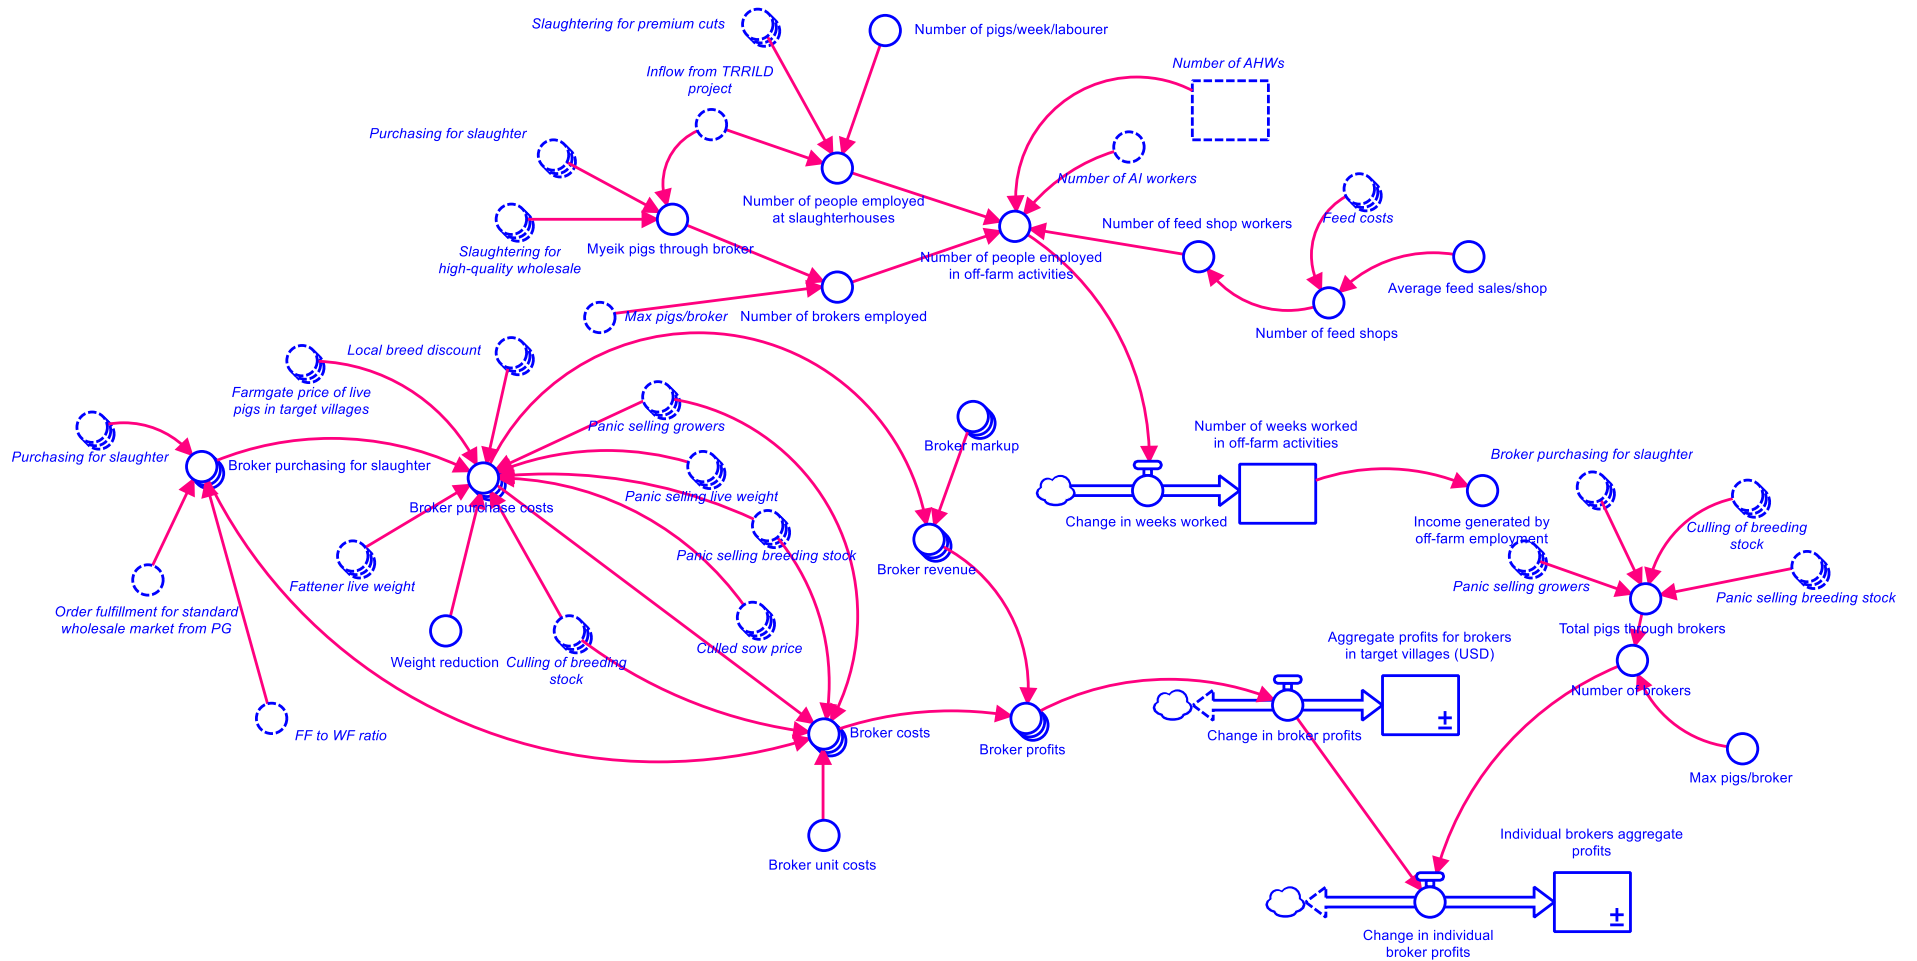 Slaughtering for premium cuts
Number of pigs/week/labourer
Inflow from TRRILD
project
Number of AHWs
Purchasing for slaughter
Number of AI workers
Number of people employed
at slaughterhouses
Feed costs
Number of feed shop workers
Slaughtering for
high-quality wholesale
Myeik pigs through broker
Number of people employed
in off-farm activities
Average feed sales/shop
Max pigs/broker
Number of brokers employed
Number of feed shops
Local breed discount
Farmgate price of live
pigs in target villages
Panic selling growers
Broker markup
Number of weeks worked
in off-farm activities
Purchasing for slaughter
Broker purchasing for slaughter
Broker purchasing for slaughter
Panic selling live weight
Broker purchase costs
Change in weeks worked
Income generated by
off-farm employment
Culling of breeding
stock
Panic selling breeding stock
Broker revenue
Fattener live weight
Panic selling growers
Panic selling breeding stock
Order fulfillment for standard
wholesale market from PG
Total pigs through brokers
Weight reduction
Culling of breeding
stock
Culled sow price
Aggregate profits for brokers
in target villages (USD)
Number of brokers
FF to WF ratio
Broker costs
Broker profits
Change in broker profits
±
Max pigs/broker
Broker unit costs
Individual brokers aggregate
profits
±
Change in individual
broker profits